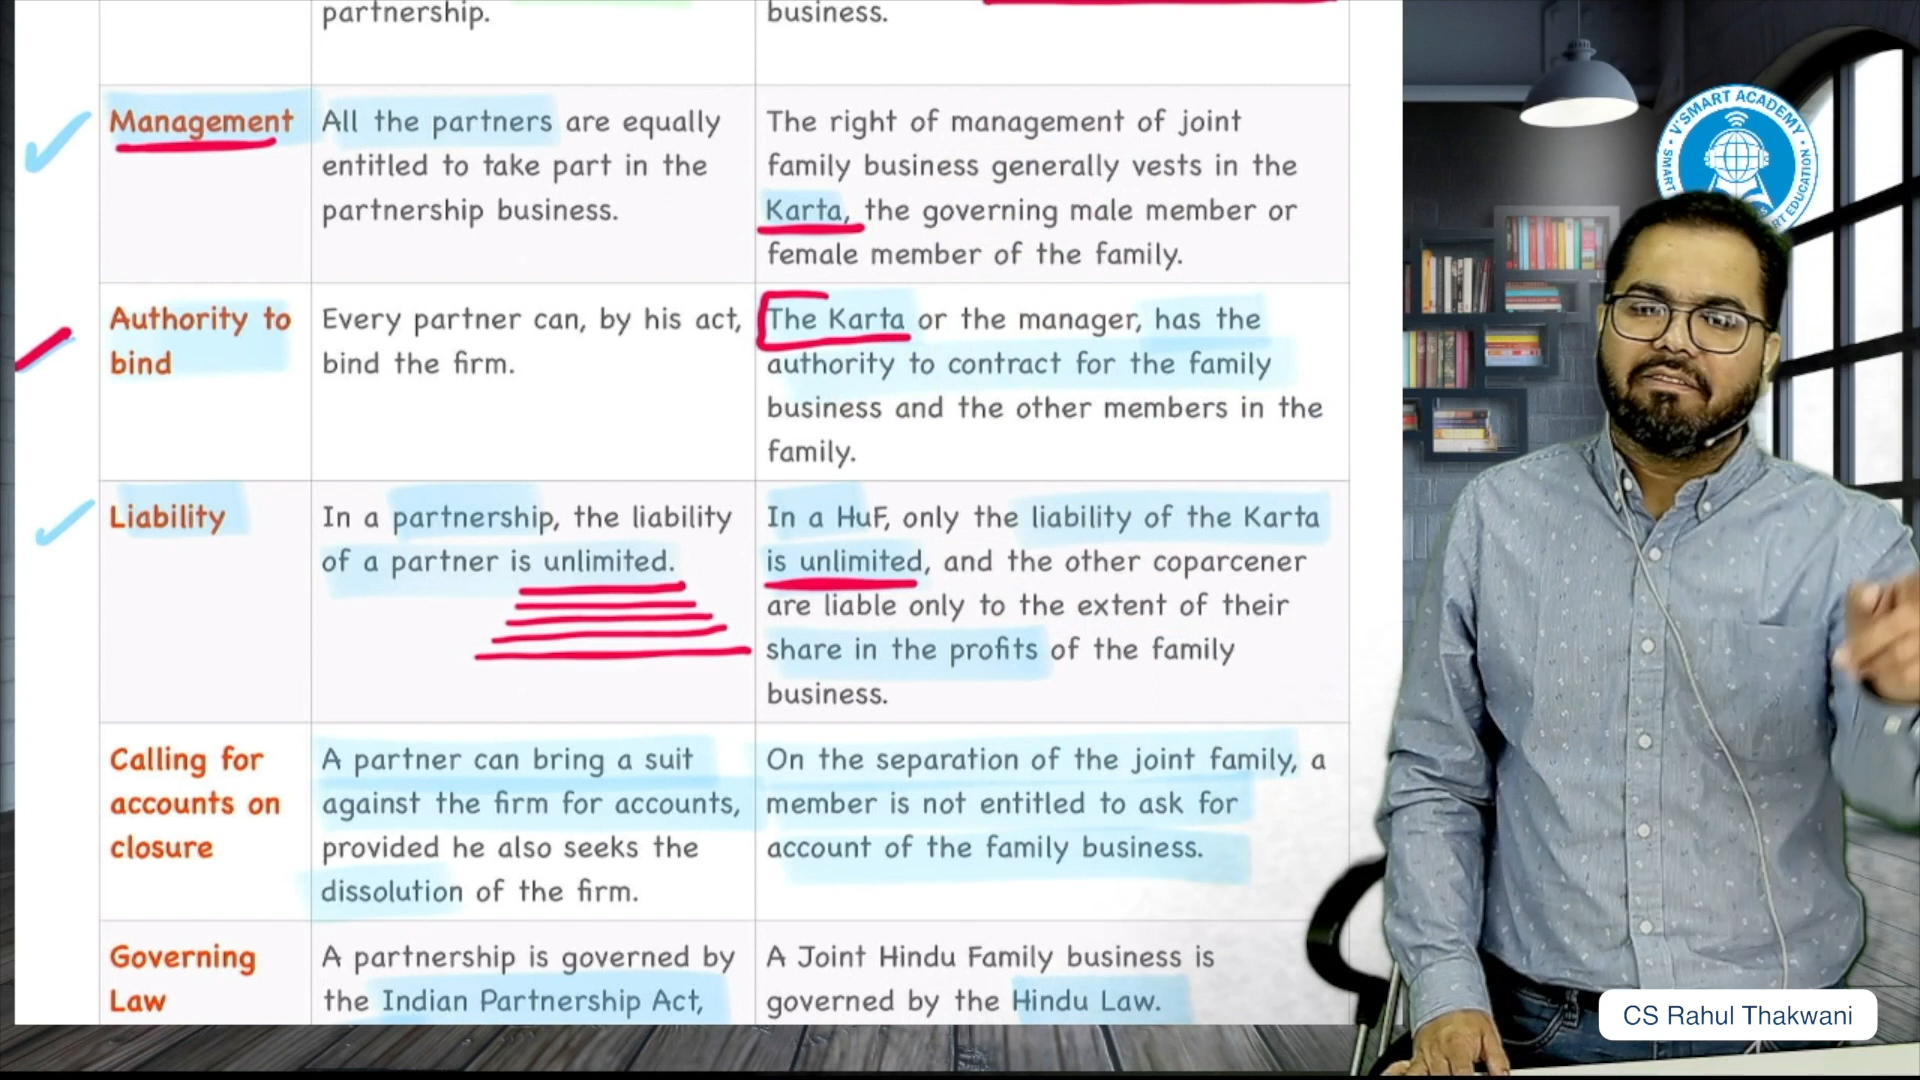 partnership.
business.
Management
All the partners are equally
entitled to take part in the
partnership business.
The right of management of joint
family business generally vests in the
Karta, the governing male member or
female member of the family.
Authority to
bind
Every partner can, by his act,
bind the firm.
The Karta or the manager, has the
authority to contract for the family
business and the other members in the
family.
Liability
In a partnership, the liability
of a partner is unlimited.
In a HuF, only the liability of the Karta
is unlimited, and the other coparcener
are liable only to the extent of their
share in the profits of the family
business.
Calling for
accounts on
closure
A partner can bring a suit
against the firm for accounts,
provided he also seeks the
dissolution of the firm.
On the separation of the joint family, a
member is not entitled to ask for
account of the family business.
Governing
Law
A partnership is governed by
the Indian Partnership Act,
A Joint Hindu Family business is
governed by the Hindu Law.
V'SMART ACADEMY
SMART
EDUCATION
CS Rahul Thakwani